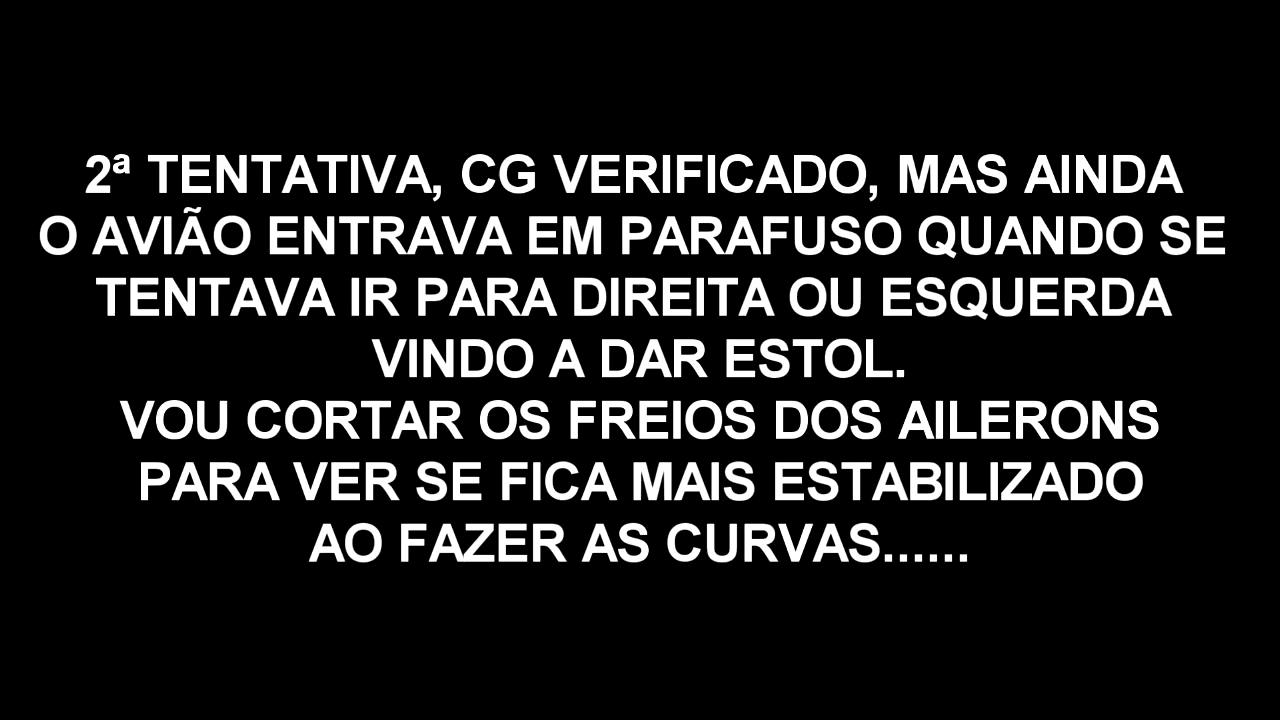 2ª TENTATIVA, CG VERIFICADO, MAS AINDA
O AVIÃO ENTRAVA EM PARAFUSO QUANDO SE
TENTAVA IR PARA DIREITA OU ESQUERDA
VINDO A DAR ESTOL.
VOU CORTAR OS FREIOS DOS AILERONS
PARA VER SE FICA MAIS ESTABILIZADO
AO FAZER AS CURVAS......